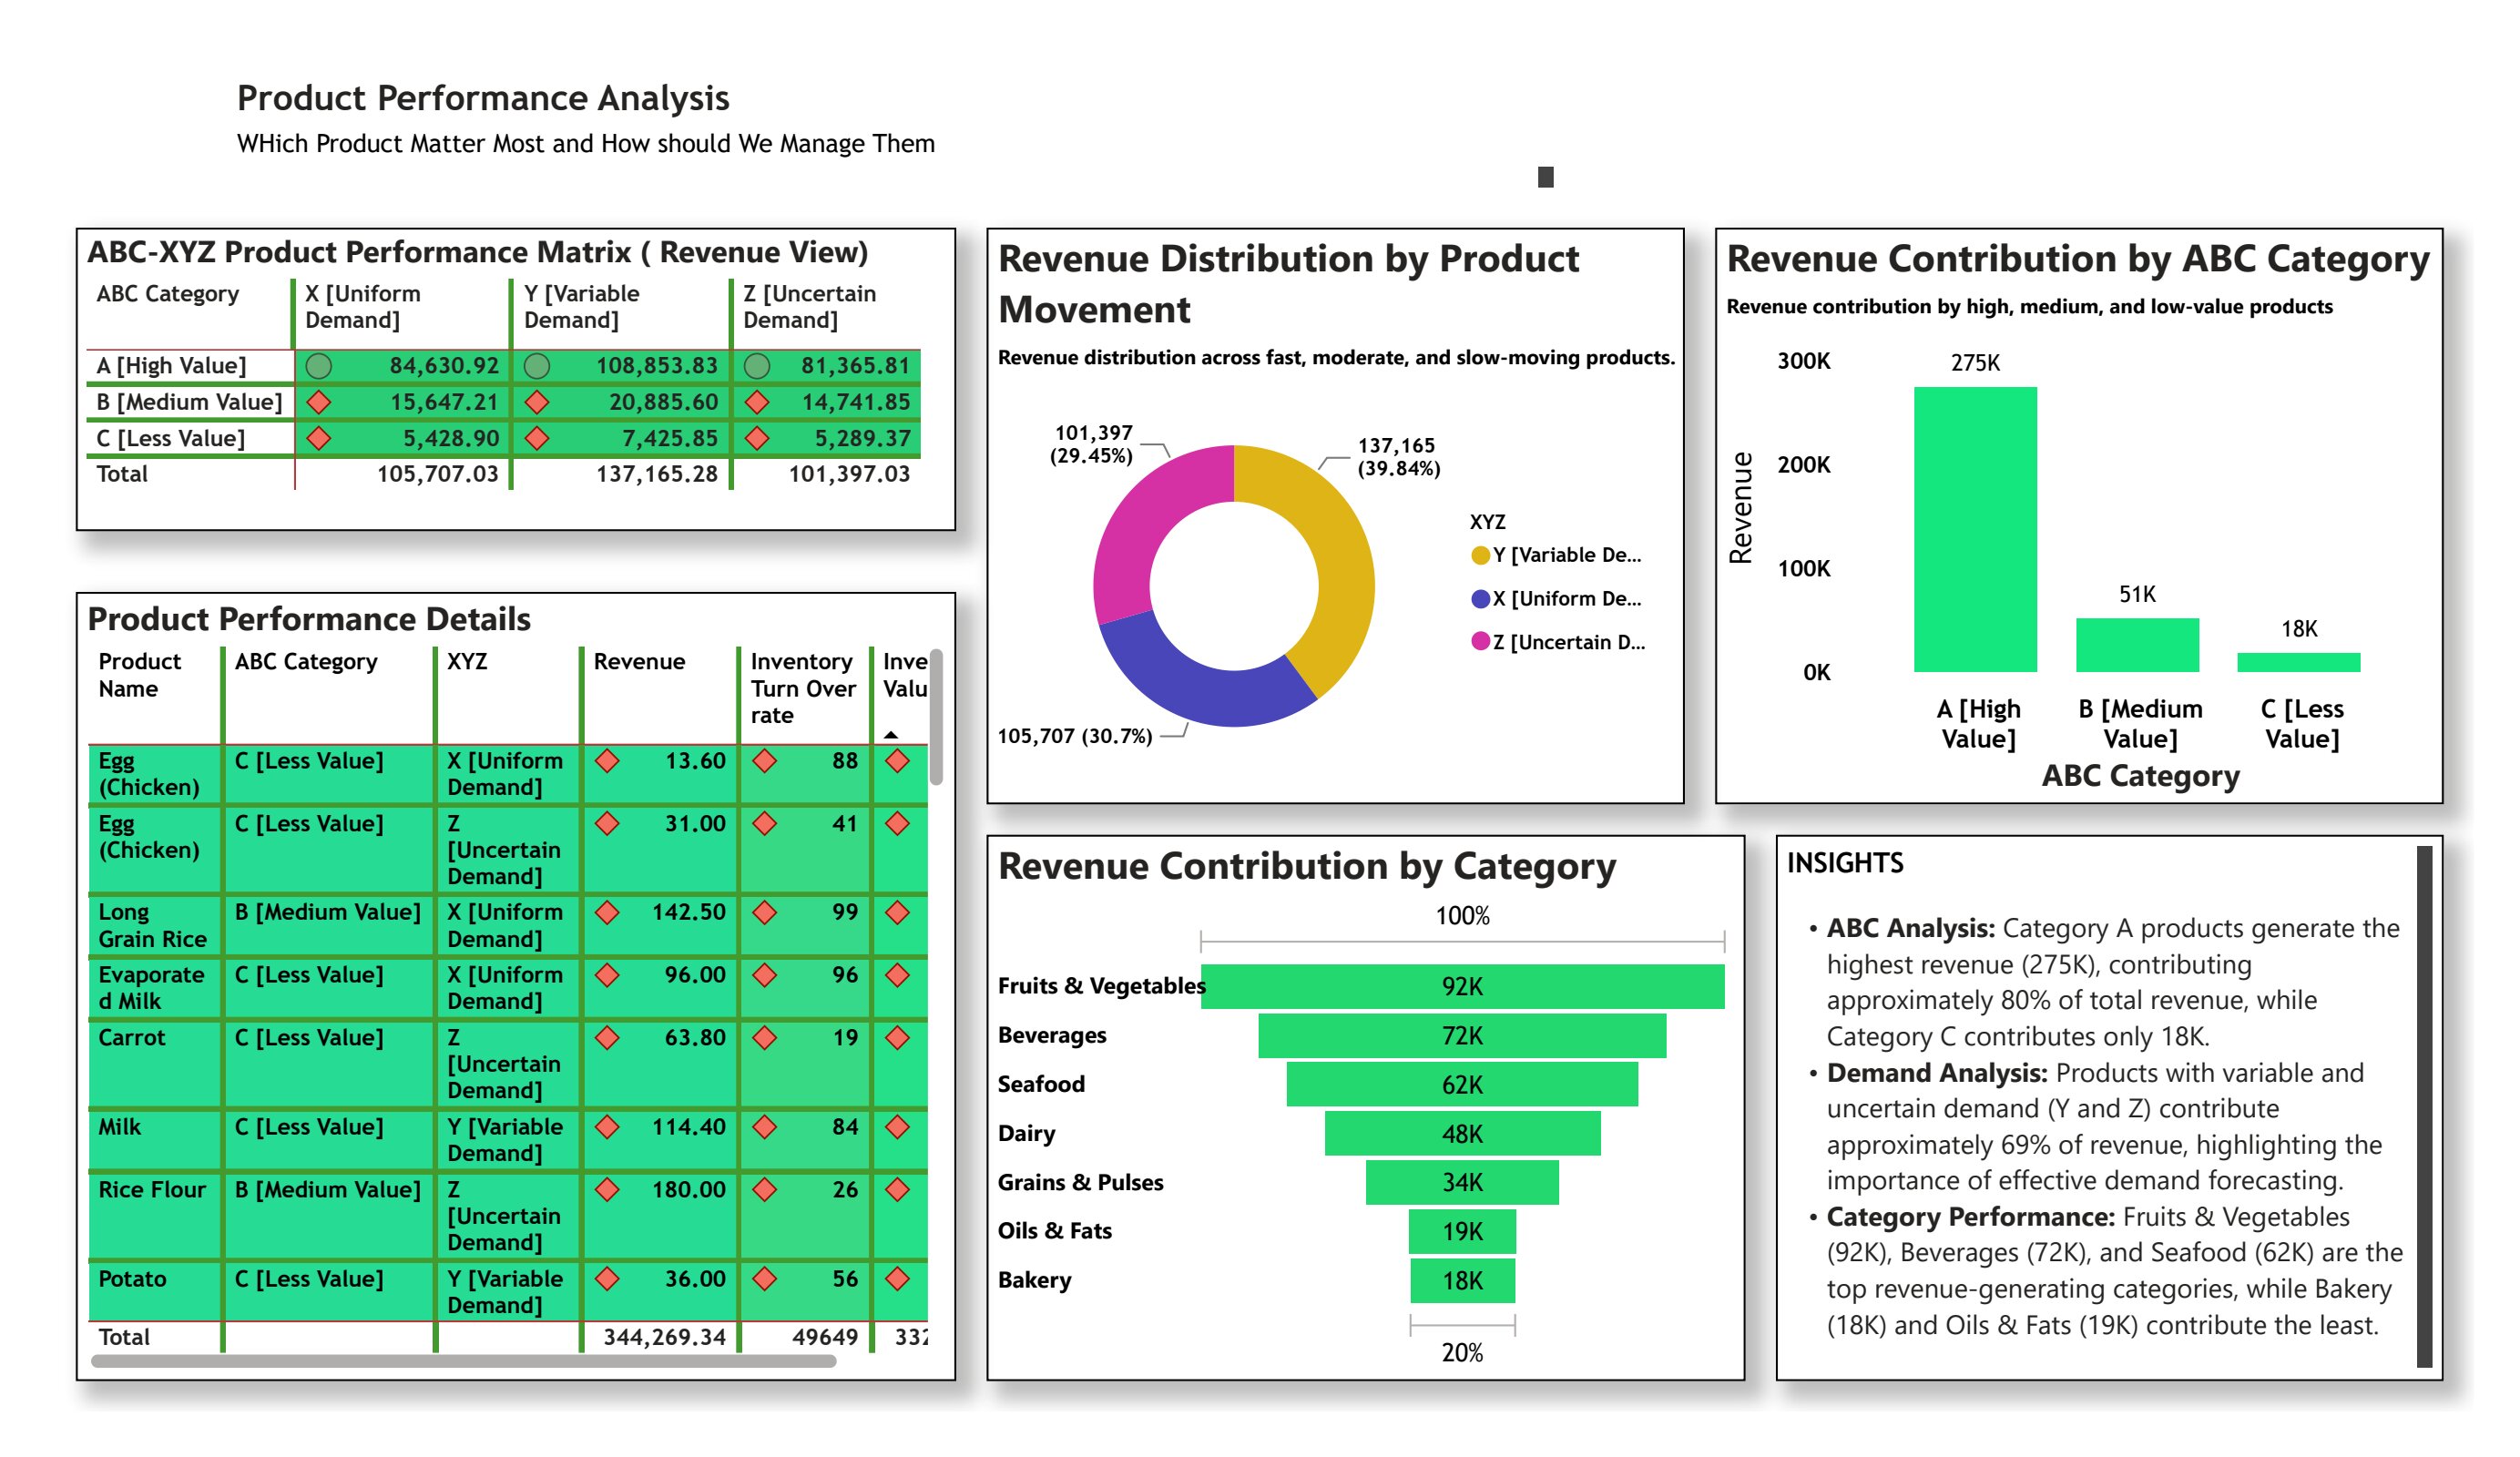 Product Performance Analysis
WHich Product Matter Most and How should We Manage Them
ABC-XYZ Product Performance Matrix ( Revenue View)
ABC Category X [Uniform Demand] Y [Variable Demand] Z [Uncertain Demand]
A [High Value] 84,630.92 108,853.83 81,365.81
B [Medium Value] 15,647.21 20,885.60 14,741.85
C [Less Value] 5,428.90 7,425.85 5,289.37
Total 105,707.03 137,165.28 101,397.03
Product Performance Details
Product Name ABC Category XYZ Revenue Inventory Turn Over rate Inve Valu
Egg (Chicken) C [Less Value] X [Uniform Demand] 13.60 88
Egg (Chicken) C [Less Value] Z [Uncertain Demand] 31.00 41
Long Grain Rice B [Medium Value] X [Uniform Demand] 142.50 99
Evaporate d Milk C [Less Value] X [Uniform Demand] 96.00 96
Carrot C [Less Value] Z [Uncertain Demand] 63.80 19
Milk C [Less Value] Y [Variable Demand] 114.40 84
Rice Flour B [Medium Value] Z [Uncertain Demand] 180.00 26
Potato C [Less Value] Y [Variable Demand] 36.00 56
Total 344,269.34 49649 332
Revenue Distribution by Product
Movement
Revenue distribution across fast, moderate, and slow-moving products.
101,397
(29.45%)
137,165
(39.84%)
105,707 (30.7%)
XYZ
Y [Variable De...
X [Uniform De...
Z [Uncertain D...
Revenue Contribution by ABC Category
Revenue contribution by high, medium, and low-value products
Revenue
300K
200K
100K
0K
275K
51K
18K
A [High Value]
B [Medium Value]
C [Less Value]
ABC Category
Revenue Contribution by Category
100%
Fruits & Vegetables 92K
Beverages 72K
Seafood 62K
Dairy 48K
Grains & Pulses 34K
Oils & Fats 19K
Bakery 18K
20%
INSIGHTS
• ABC Analysis: Category A products generate the
highest revenue (275K), contributing
approximately 80% of total revenue, while
Category C contributes only 18K.
• Demand Analysis: Products with variable and
uncertain demand (Y and Z) contribute
approximately 69% of revenue, highlighting the
importance of effective demand forecasting.
• Category Performance: Fruits & Vegetables
(92K), Beverages (72K), and Seafood (62K) are the
top revenue-generating categories, while Bakery
(18K) and Oils & Fats (19K) contribute the least.